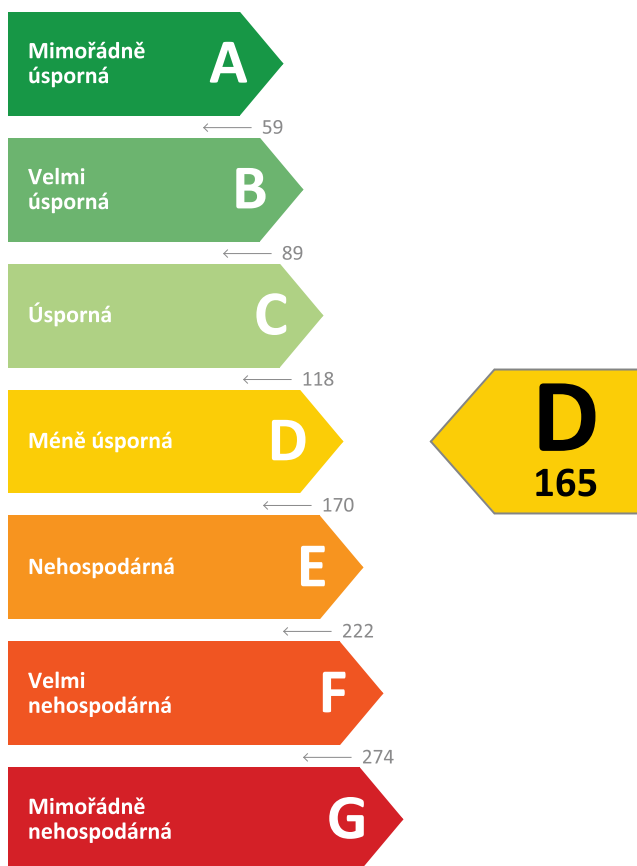 Mimořádně
úsporná
A
59
Velmi
úsporná
B
89
Úsporná
C
118
Méně úsporná
D
D
165
170
Nehospodárná
E
222
Velmi
nehospodárná
F
274
Mimořádně
nehospodárná
G